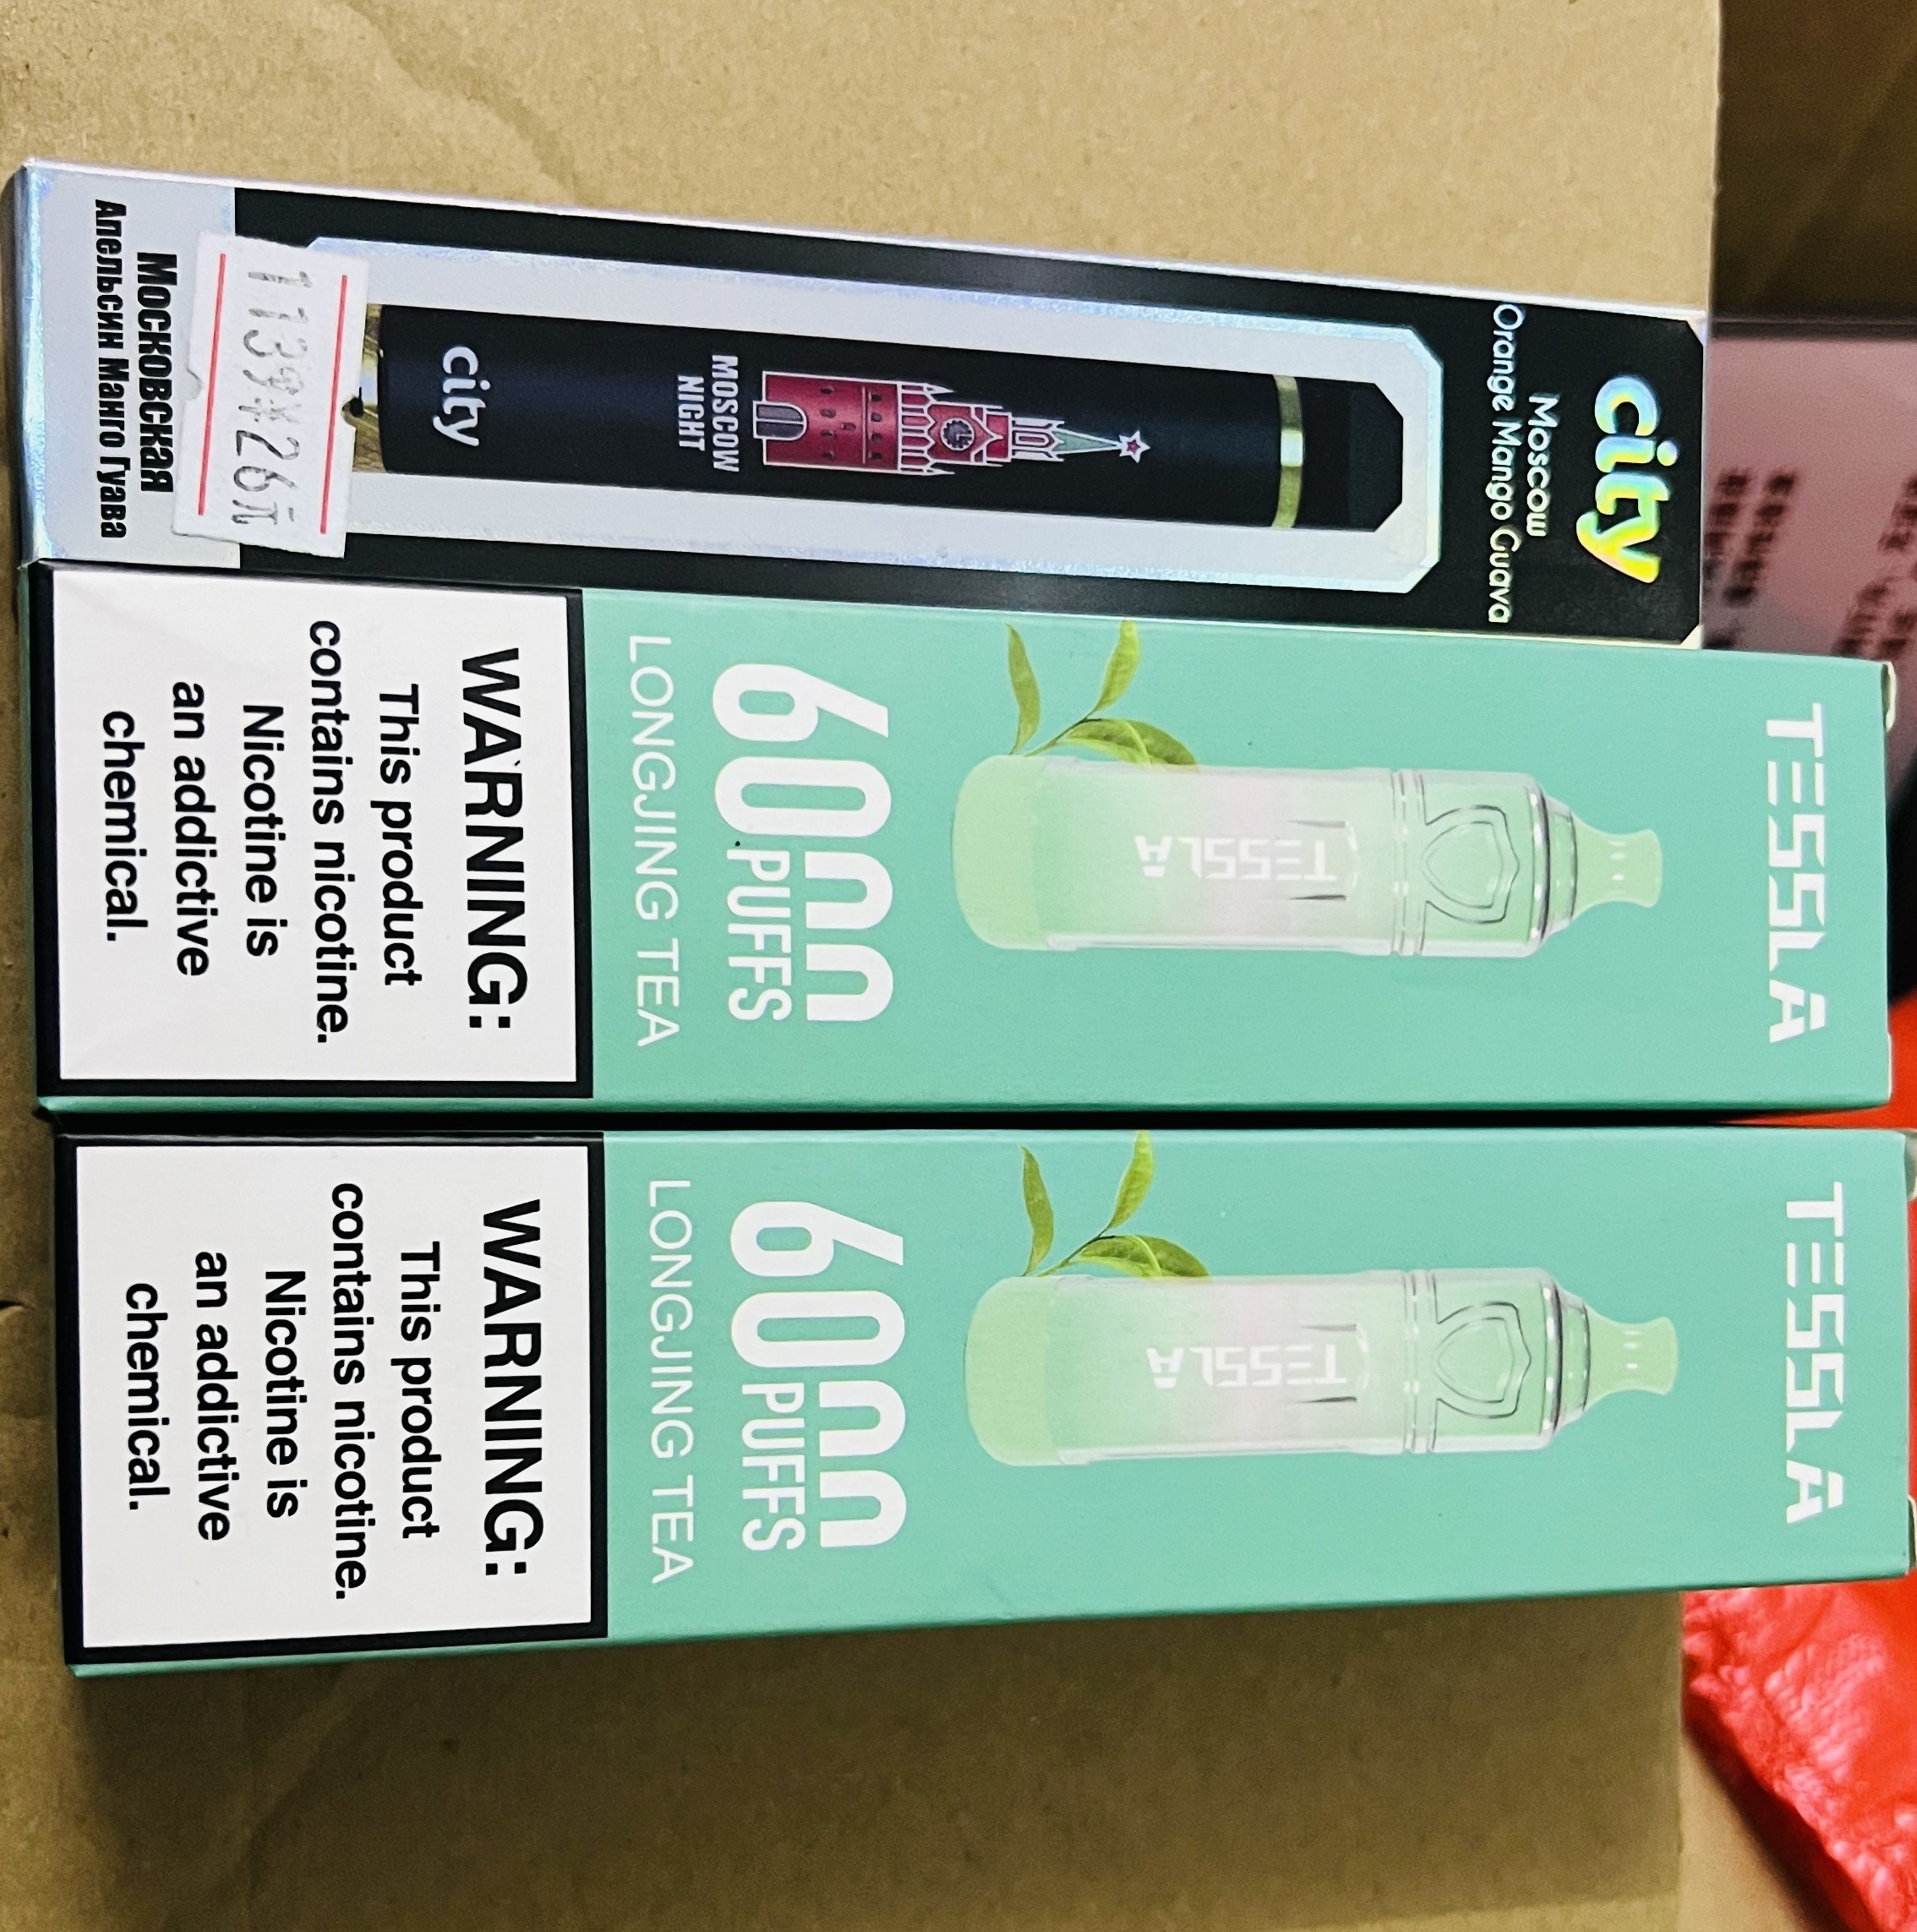 city
Moscow
Orange Mango Guava
MOSCOW
NIGHT
city
113*26
Московская
Апельсин Манго Гуава
TESSLA
TESSLA
6000
PUFFS
LONGJING TEA
WARNING:
This product
contains nicotine.
Nicotine is
an addictive
chemical.
TESSLA
TESSLA
6000
PUFFS
LONGJING TEA
WARNING:
This product
contains nicotine.
Nicotine is
an addictive
chemical.